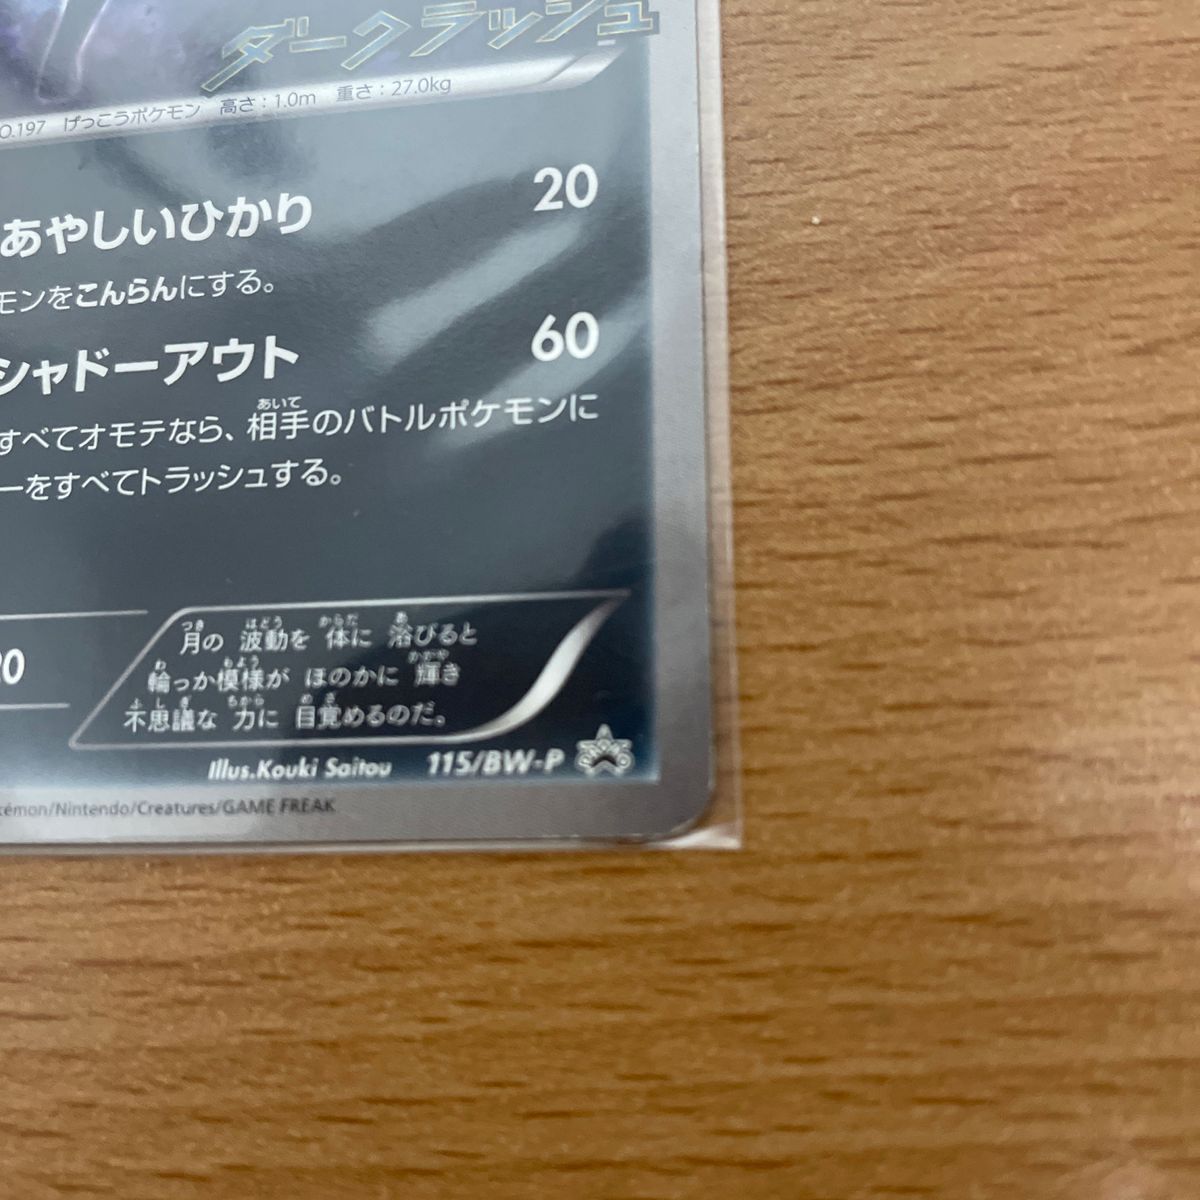 ダークラッシュ
O.197 げっこうポケモン 高さ：1.0m 重さ：27.0kg
あやしいひかり 20
モンをこんらんにする。
シャドーアウト 60
すべてオモテなら、相手のバトルポケモンに
ーをすべてトラッシュする。
20
月の 波動を 体に 浴びると
輪っか模様が ほのかに 輝き
不思議な 力に 目覚めるのだ。
Illus.Kouki Saitou 115/BW-P
kémon/Nintendo/Creatures/GAME FREAK